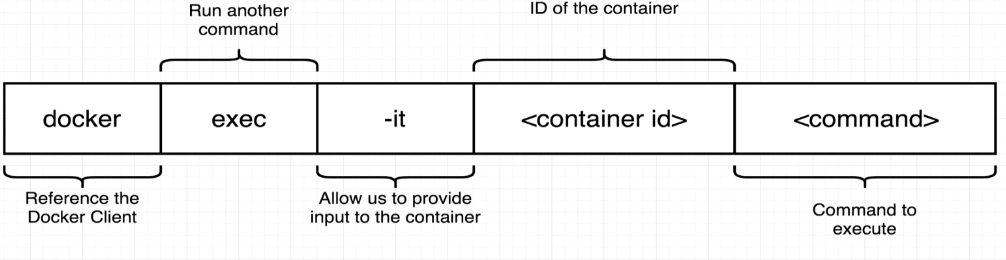 Run another
command
ID of the container
docker
exec
-it
<container id>
<command>
Reference the
Docker Client
Allow us to provide
input to the container
Command to
execute